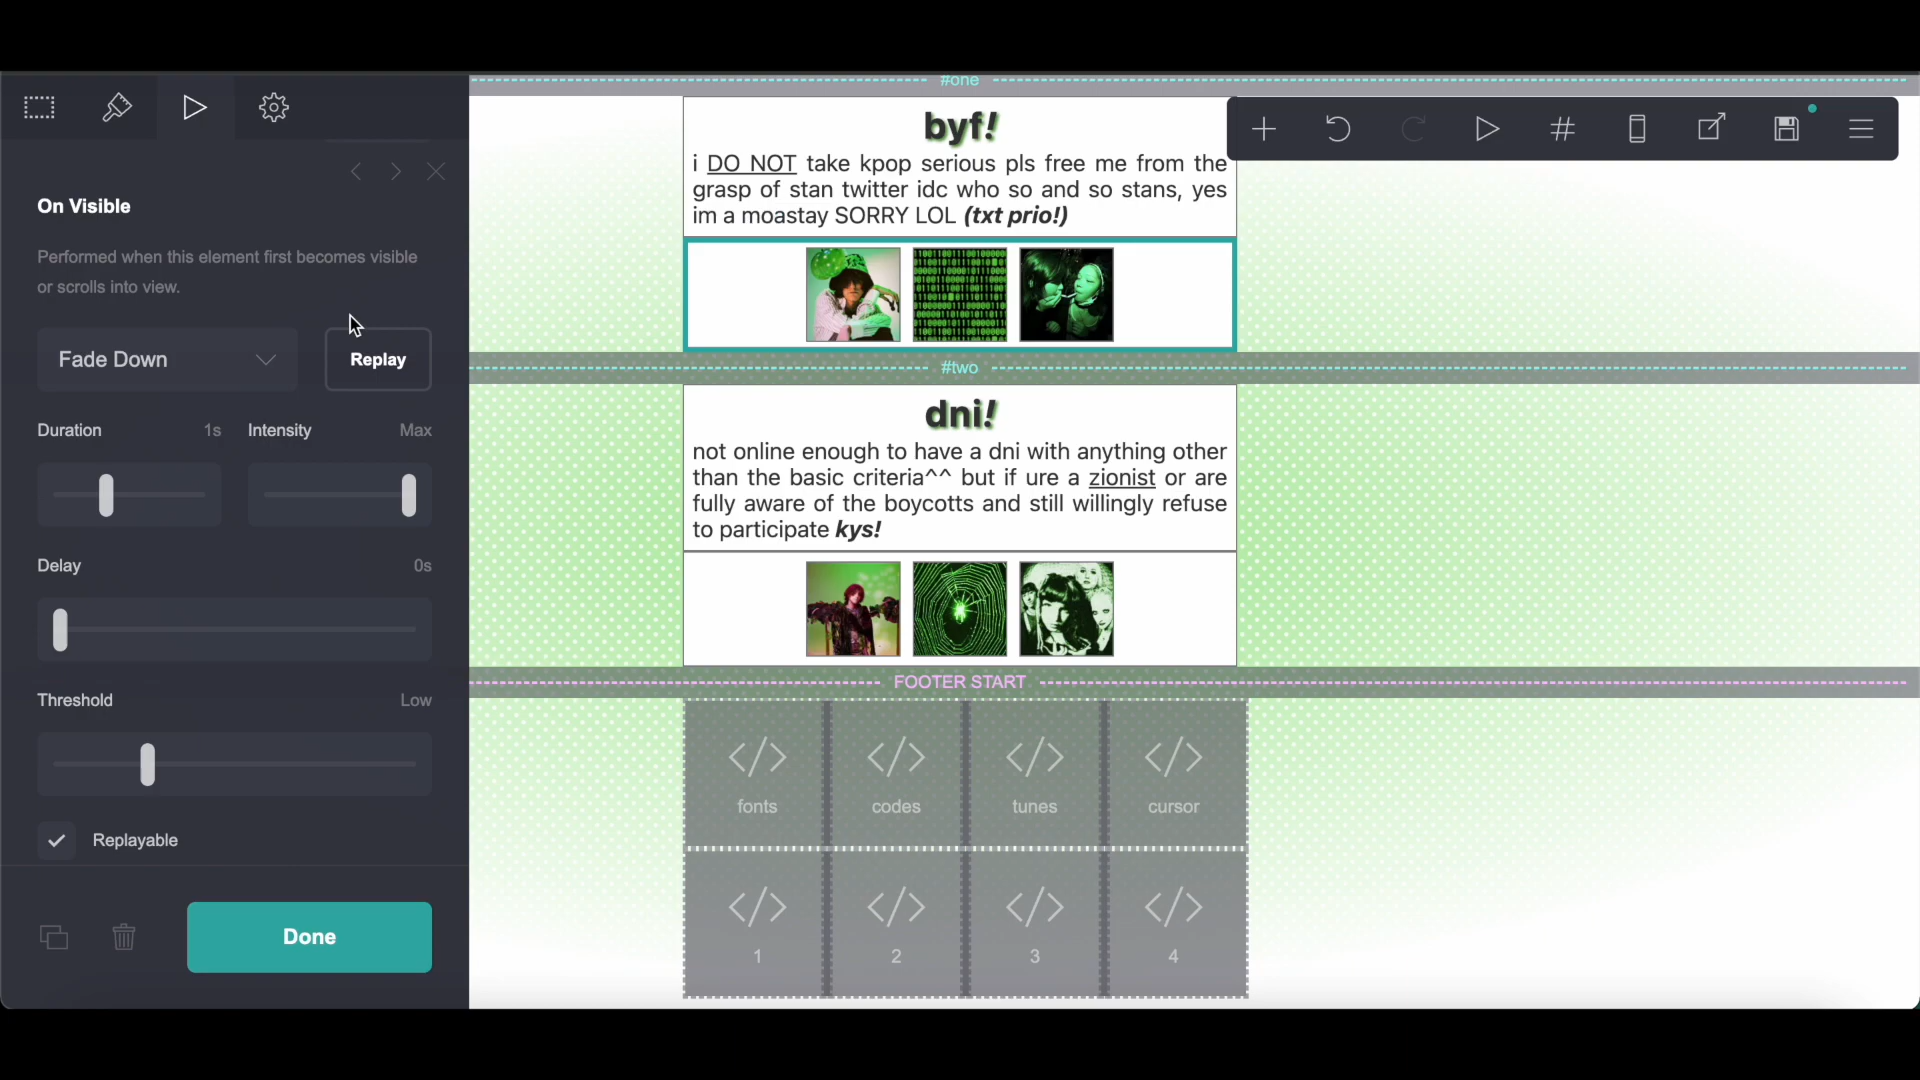 On Visible
Performed when this element first becomes visible
or scrolls into view.
Fade Down
Replay
Duration 1s
Intensity Max
Delay 0s
Threshold Low
Replayable
Done
#one
byf!
i DO NOT take kpop serious pls free me from the
grasp of stan twitter idc who so and so stans, yes
im a moastay SORRY LOL (txt prio!)
#two
dni!
not online enough to have a dni with anything other
than the basic criteria^^ but if ure a zionist or are
fully aware of the boycotts and still willingly refuse
to participate kys!
FOOTER START
fonts codes tunes cursor
1 2 3 4